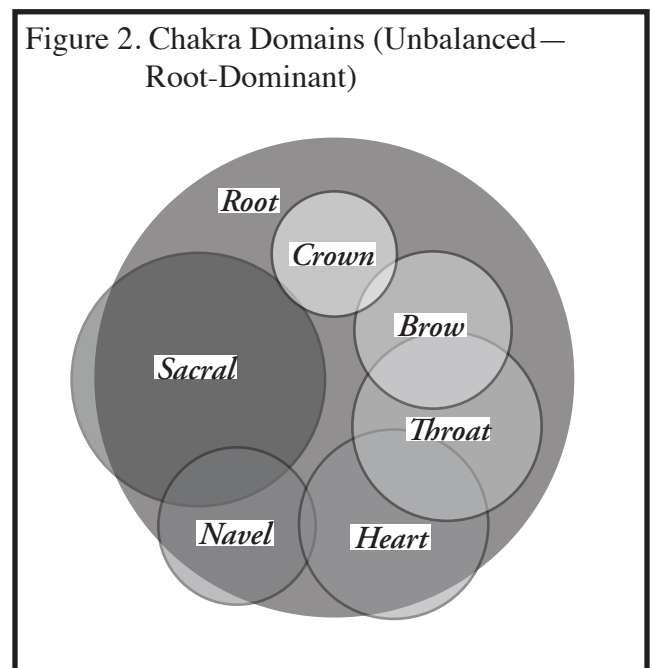 Figure 2. Chakra Domains (Unbalanced—
Root-Dominant)
Root
Crown
Brow
Sacral
Throat
Navel
Heart